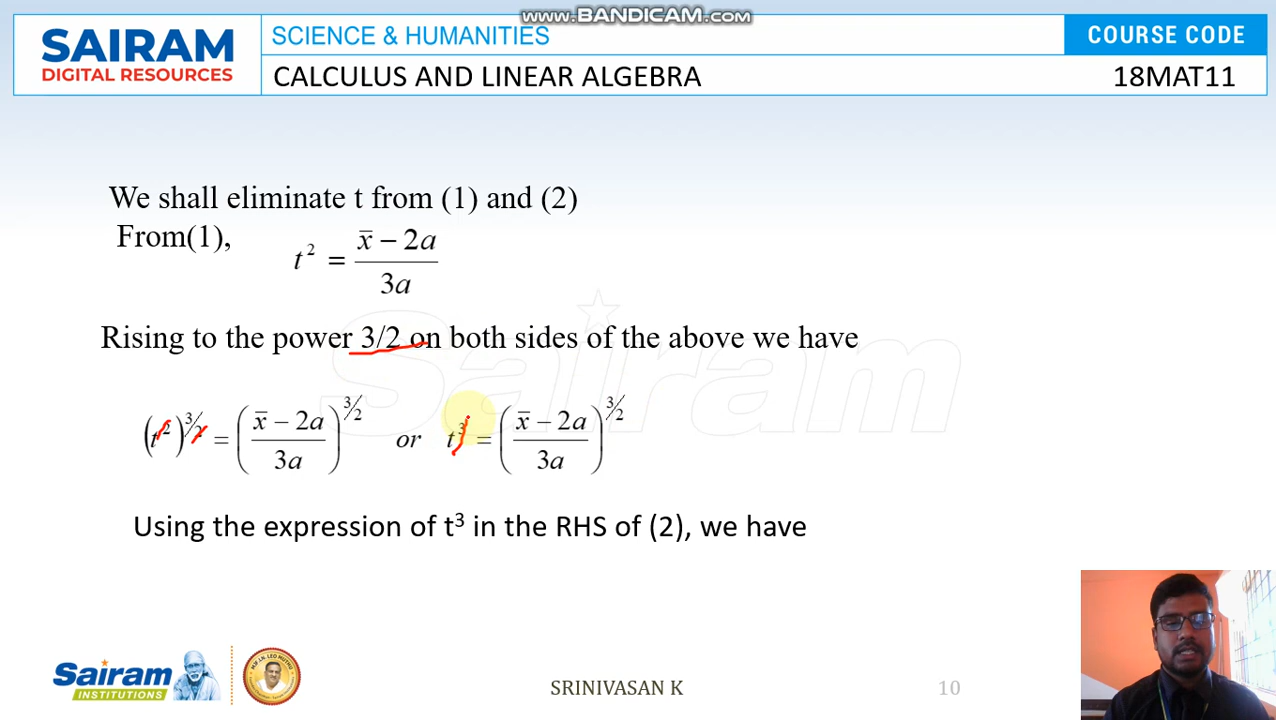 www.BANDICAM.com
SAIRAM
DIGITAL RESOURCES
SCIENCE & HUMANITIES
COURSE CODE
CALCULUS AND LINEAR ALGEBRA
18MAT11
We shall eliminate t from (1) and (2)
From(1), t² = (x̄ − 2a)/(3a)
Rising to the power 3/2 on both sides of the above we have
(t²)^(3/2) = ((x̄ − 2a)/(3a))^(3/2) or t³ = ((x̄ − 2a)/(3a))^(3/2)
Using the expression of t³ in the RHS of (2), we have
Sairam
Sairam
INSTITUTIONS
SRINIVASAN K
10